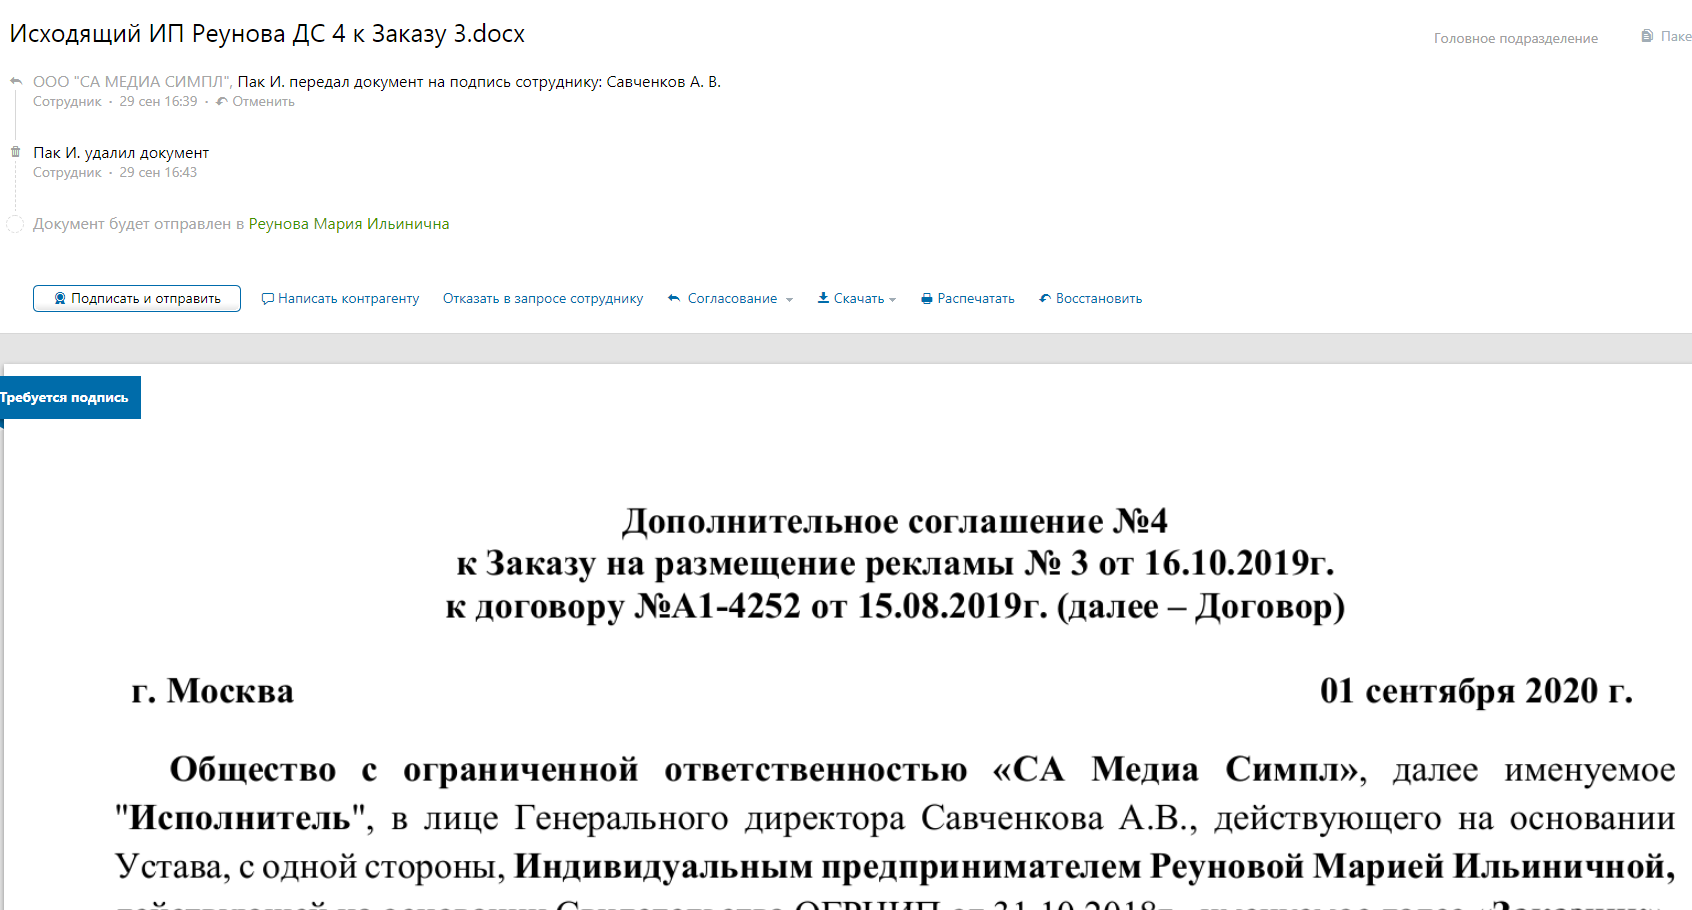 Исходящий ИП Реунова ДС 4 к Заказу 3.docx
Головное подразделение
Паке
ООО "СА МЕДИА СИМПЛ", Пак И. передал документ на подпись сотруднику: Савченков А. В.
Сотрудник · 29 сен 16:39 · Отменить
Пак И. удалил документ
Сотрудник · 29 сен 16:43
Документ будет отправлен в Реунова Мария Ильинична
Подписать и отправить Написать контрагенту Отказать в запросе сотруднику Согласование Скачать Распечатать Восстановить
Требуется подпись
Дополнительное соглашение №4
к Заказу на размещение рекламы № 3 от 16.10.2019г.
к договору №А1-4252 от 15.08.2019г. (далее – Договор)
г. Москва 01 сентября 2020 г.
Общество с ограниченной ответственностью «СА Медиа Симпл», далее именуемое
"Исполнитель", в лице Генерального директора Савченкова А.В., действующего на основании
Устава, с одной стороны, Индивидуальным предпринимателем Реуновой Марией Ильиничной,